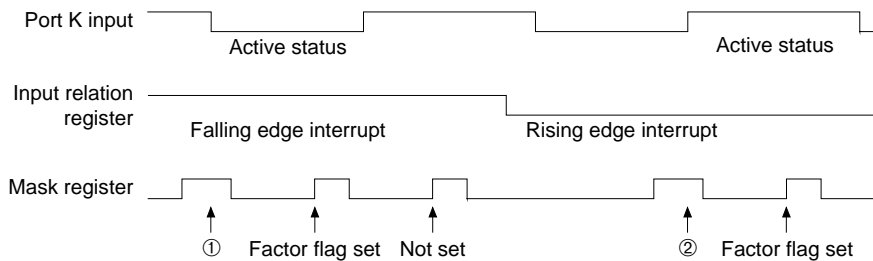 Port K input
Active status
Active status
Input relation
register
Falling edge interrupt
Rising edge interrupt
Mask register
① Factor flag set Not set ② Factor flag set